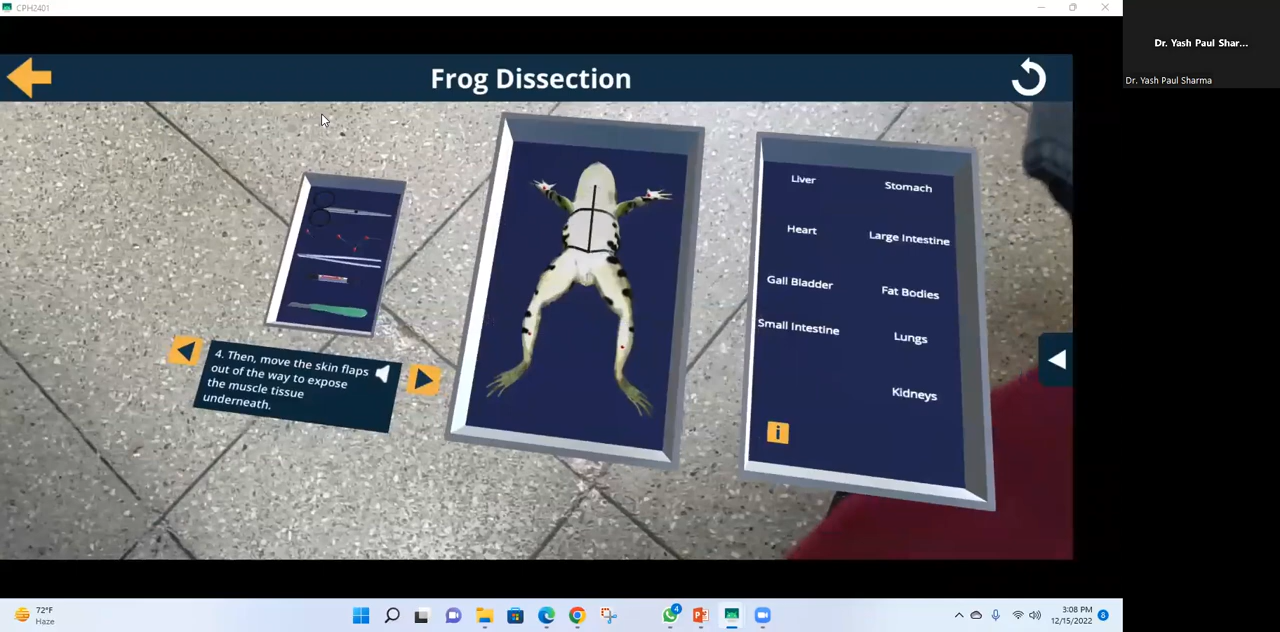 CPH2401
Dr. Yash Paul Shar...
Dr. Yash Paul Sharma
Frog Dissection
4. Then, move the skin flaps
out of the way to expose
the muscle tissue
underneath.
Liver
Stomach
Heart
Large Intestine
Gall Bladder
Fat Bodies
Small Intestine
Lungs
Kidneys
i
72°F
Haze
4
3:08 PM
12/15/2022
8